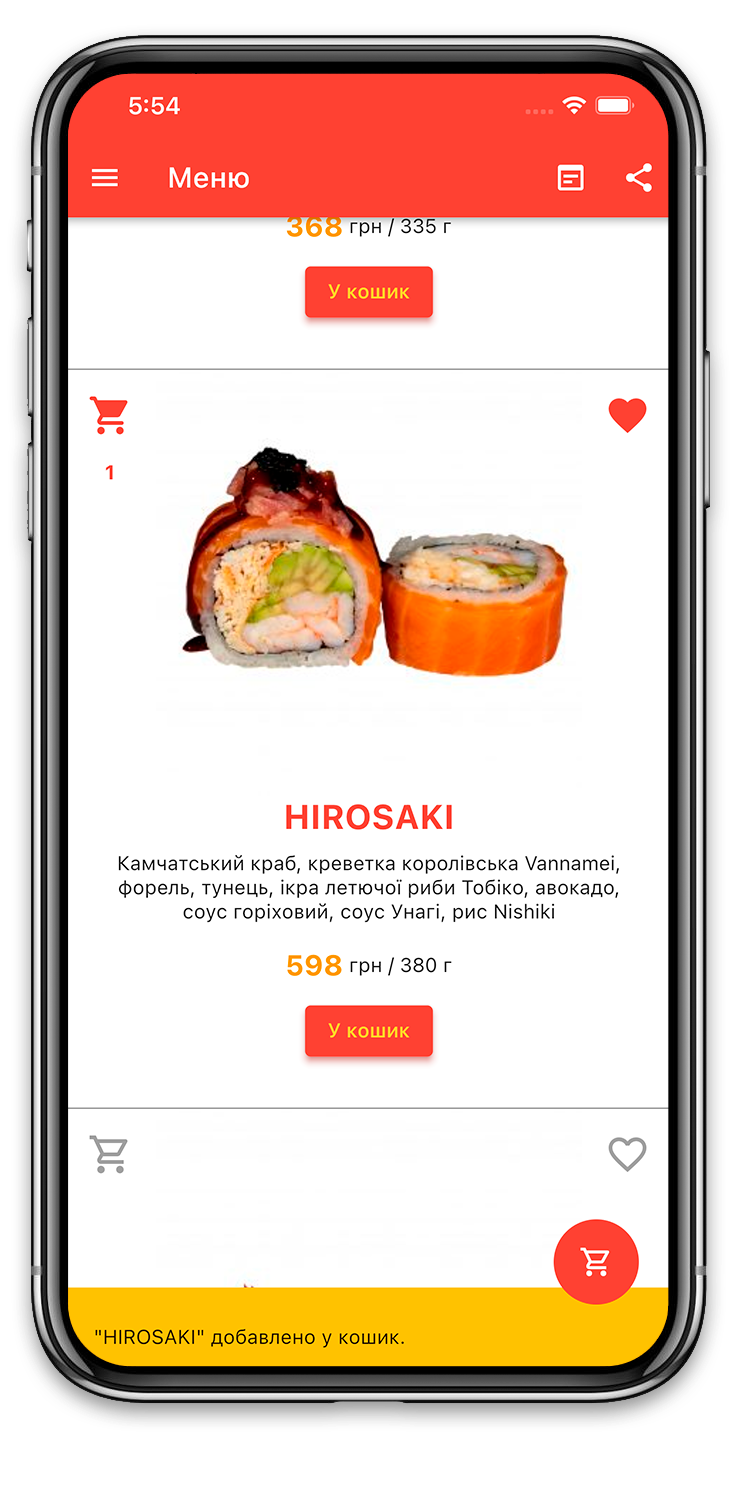 5:54
Меню
368 грн / 335 г
У кошик
1
HIROSAKI
Камчатський краб, креветка королівська Vannamei,
форель, тунець, ікра летючої риби Тобіко, авокадо,
соус горіховий, соус Унагі, рис Nishiki
598 грн / 380 г
У кошик
"HIROSAKI" добавлено у кошик.